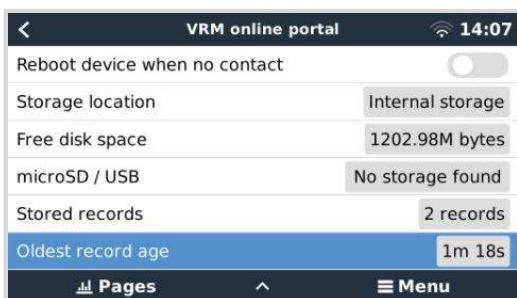 VRM online portal 14:07
Reboot device when no contact
Storage location Internal storage
Free disk space 1202.98M bytes
microSD / USB No storage found
Stored records 2 records
Oldest record age 1m 18s
Pages Menu